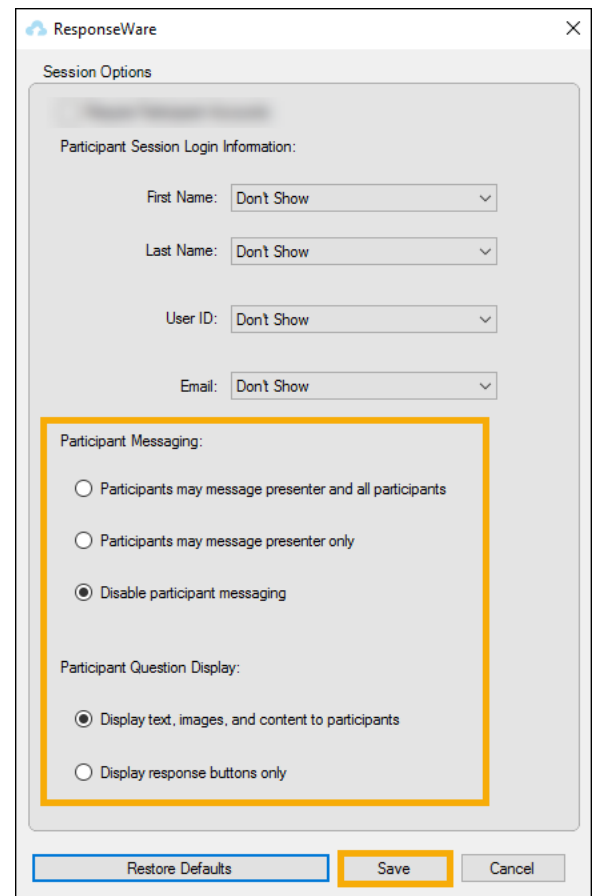 ResponseWare
Session Options
Participant Session Login Information:
First Name: Don't Show
Last Name: Don't Show
User ID: Don't Show
Email: Don't Show
Participant Messaging:
Participants may message presenter and all participants
Participants may message presenter only
Disable participant messaging
Participant Question Display:
Display text, images, and content to participants
Display response buttons only
Restore Defaults Save Cancel